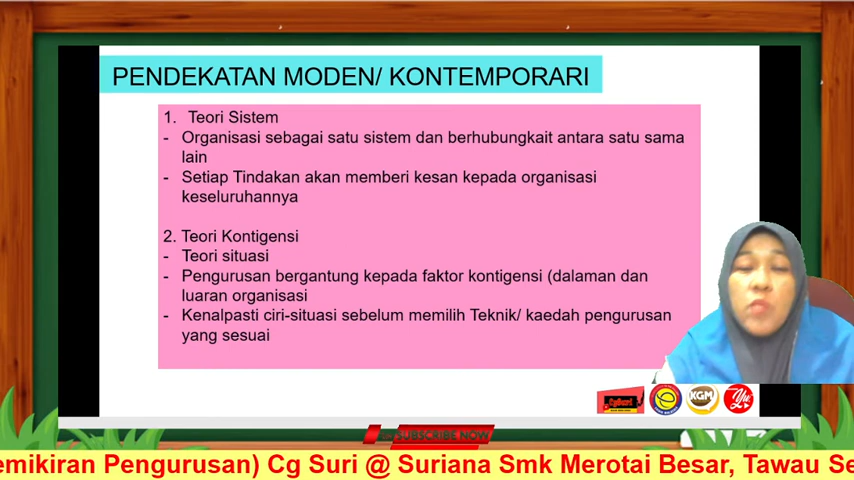 PENDEKATAN MODEN/ KONTEMPORARI
1. Teori Sistem
- Organisasi sebagai satu sistem dan berhubungkait antara satu sama
lain
- Setiap Tindakan akan memberi kesan kepada organisasi
keseluruhannya
2. Teori Kontigensi
- Teori situasi
- Pengurusan bergantung kepada faktor kontigensi (dalaman dan
luaran organisasi
- Kenalpasti ciri-situasi sebelum memilih Teknik/ kaedah pengurusan
yang sesuai
CgSuri
KGM
Yu
SUBSCRIBE NOW
emikiran Pengurusan) Cg Suri @ Suriana Smk Merotai Besar, Tawau Se